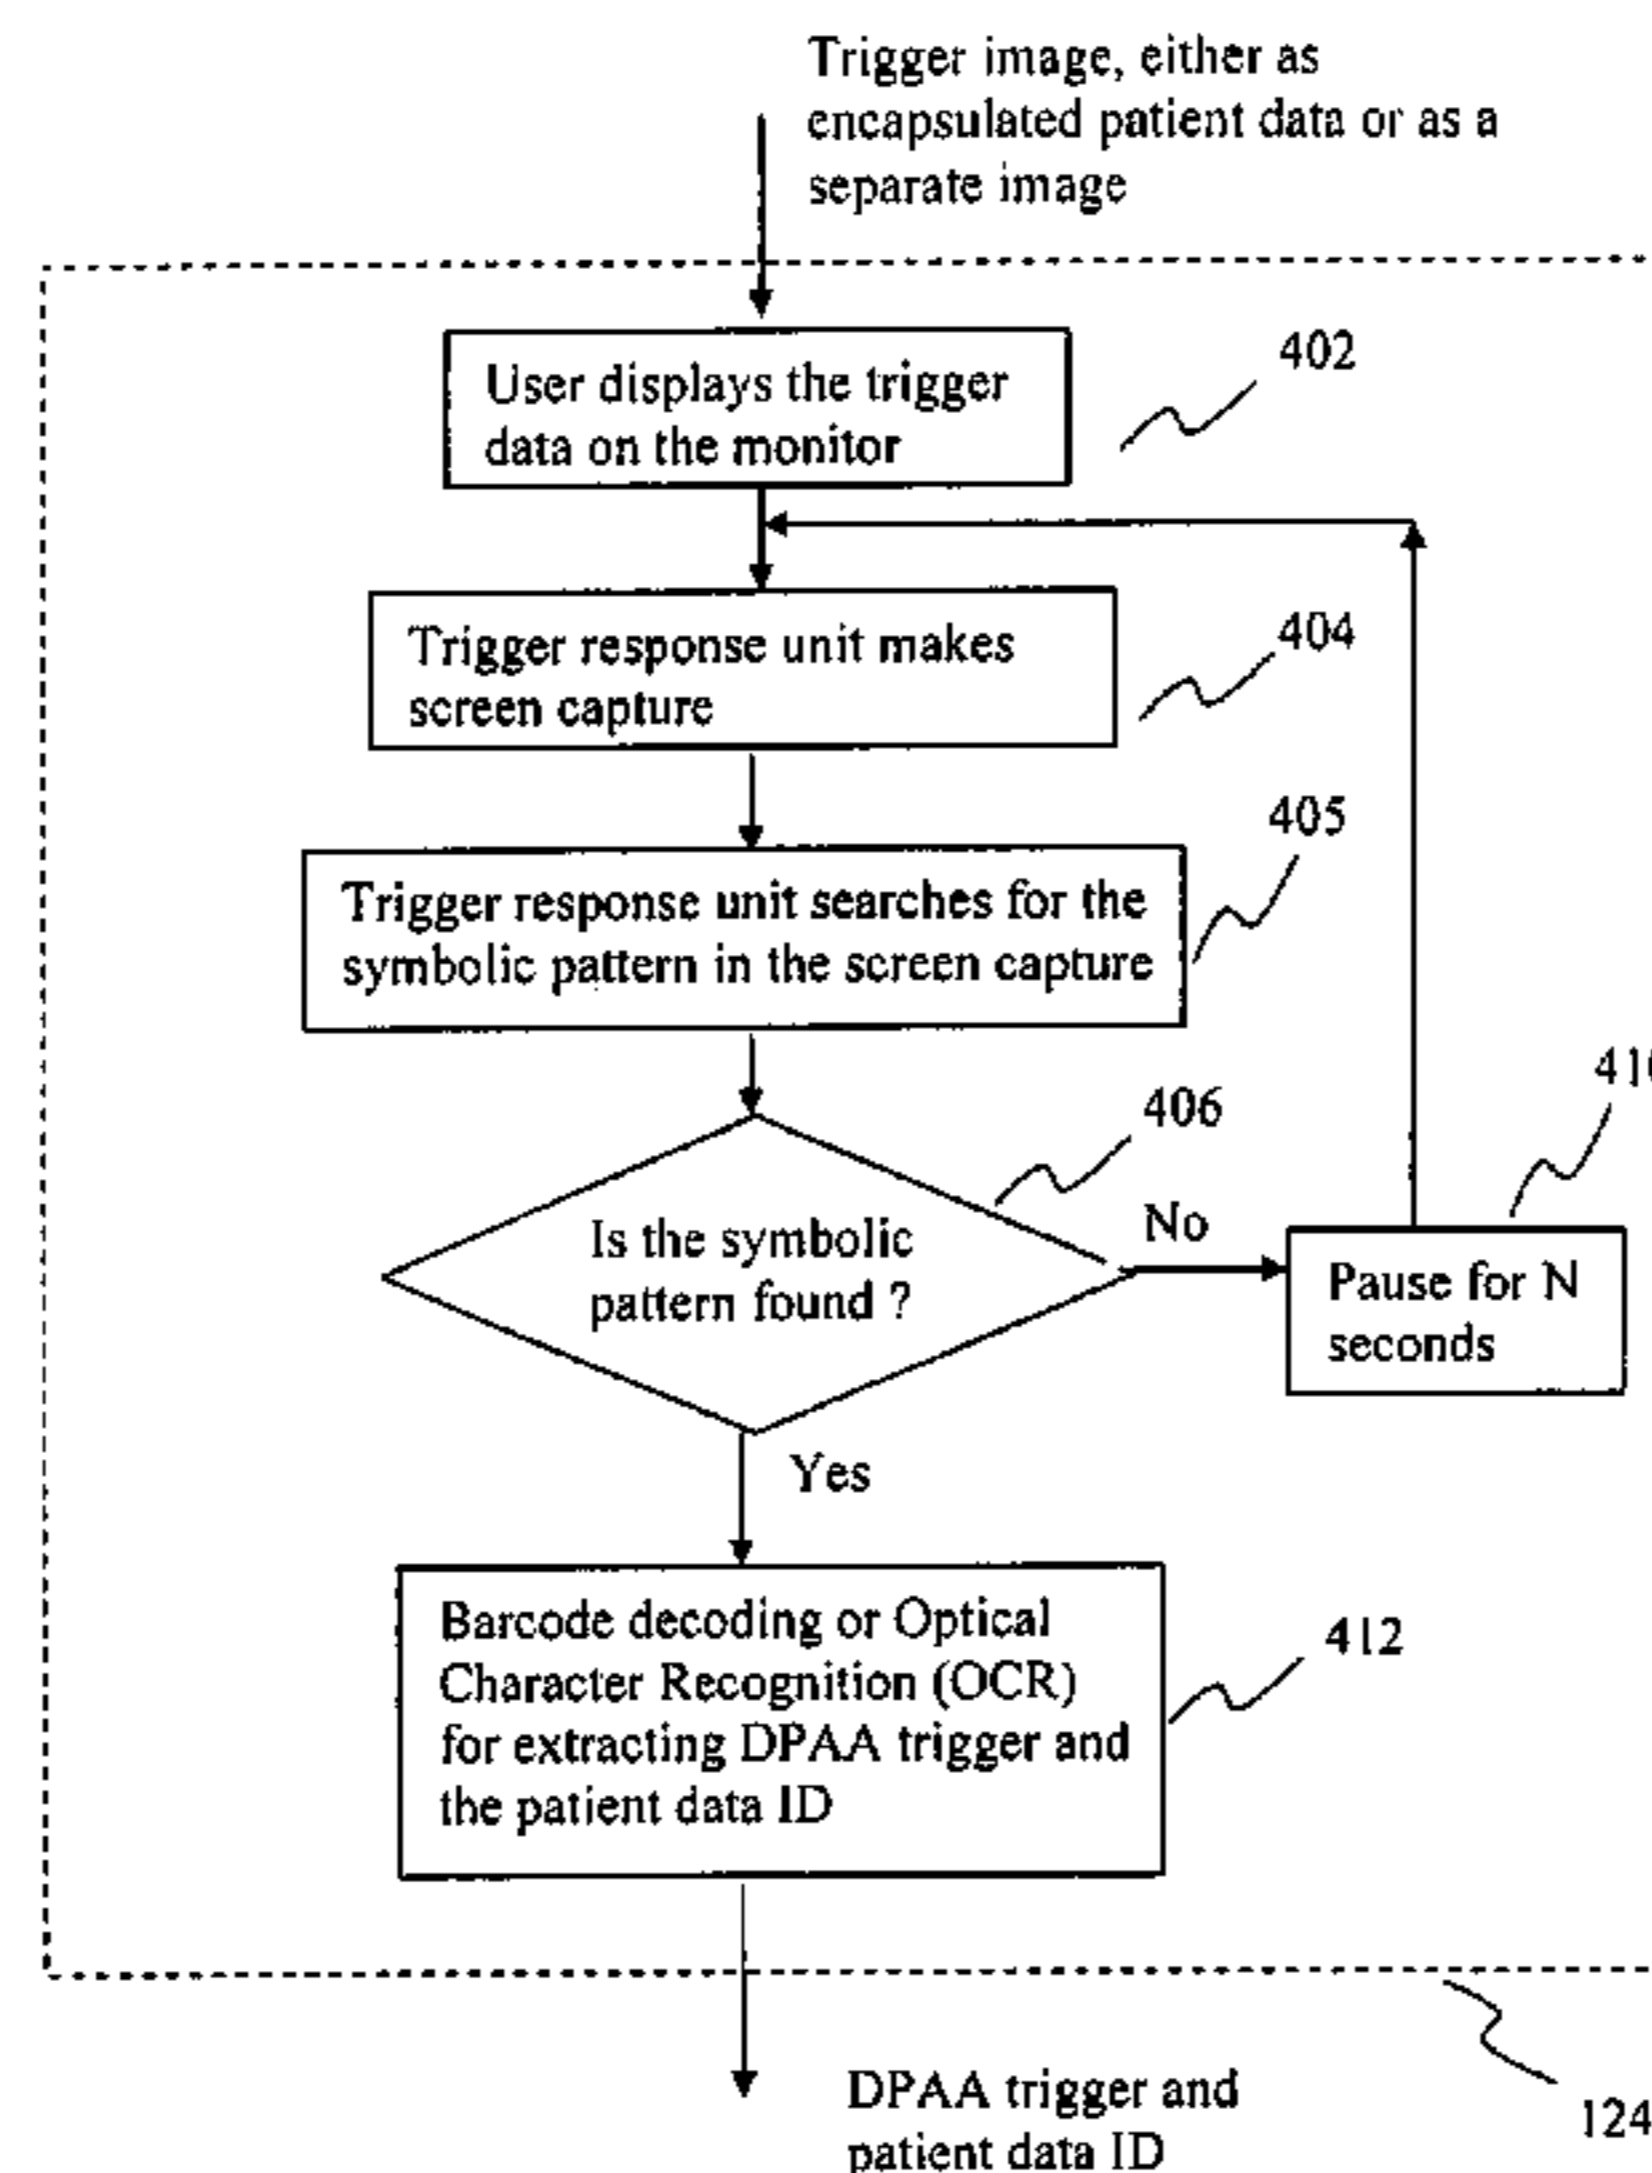 Trigger image, either as
encapsulated patient data or as a
separate image
User displays the trigger
data on the monitor
402
Trigger response unit makes
screen capture
404
405
Trigger response unit searches for the
symbolic pattern in the screen capture
406
Is the symbolic
pattern found ?
No
410
Pause for N
seconds
Yes
Barcode decoding or Optical
Character Recognition (OCR)
for extracting DPAA trigger and
the patient data ID
412
DPAA trigger and
patient data ID
124